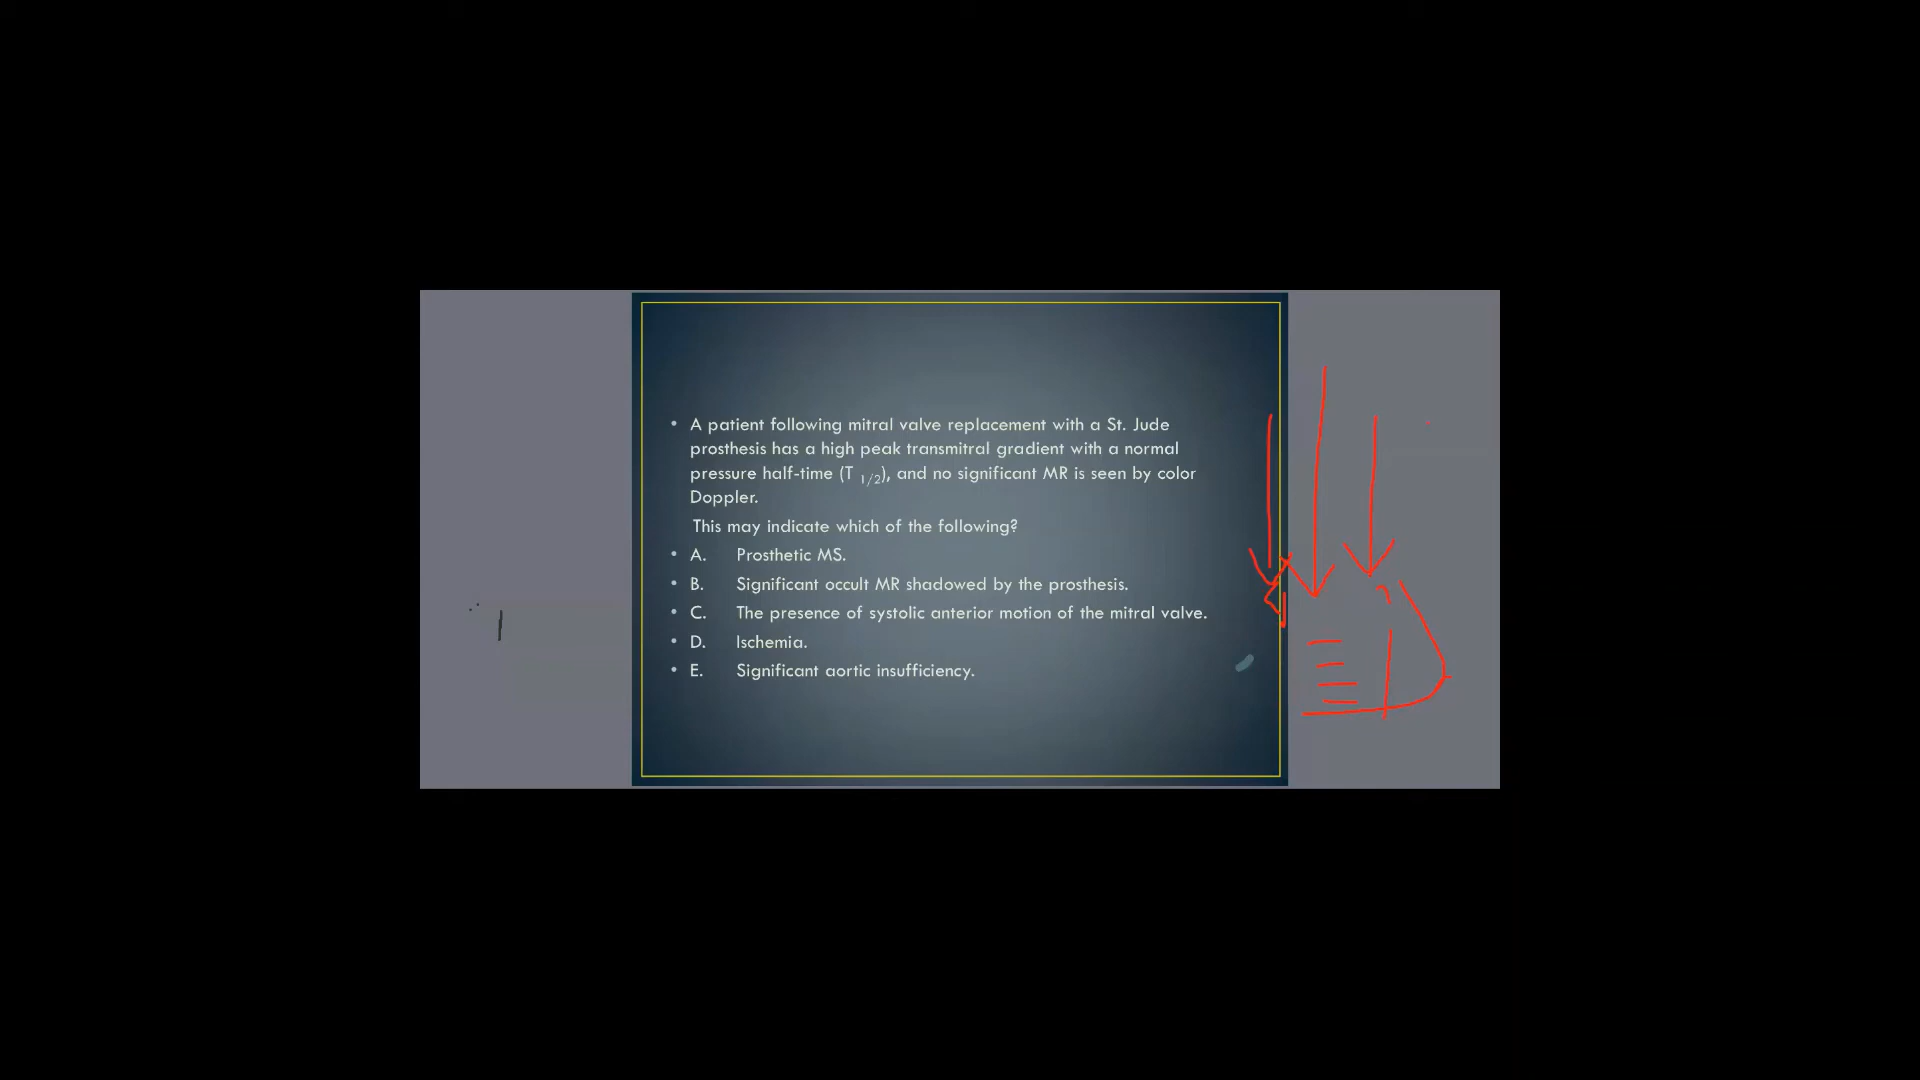 • A patient following mitral valve replacement with a St. Jude
prosthesis has a high peak transmitral gradient with a normal
pressure half-time (T 1/2), and no significant MR is seen by color
Doppler.
This may indicate which of the following?
• A. Prosthetic MS.
• B. Significant occult MR shadowed by the prosthesis.
• C. The presence of systolic anterior motion of the mitral valve.
• D. Ischemia.
• E. Significant aortic insufficiency.